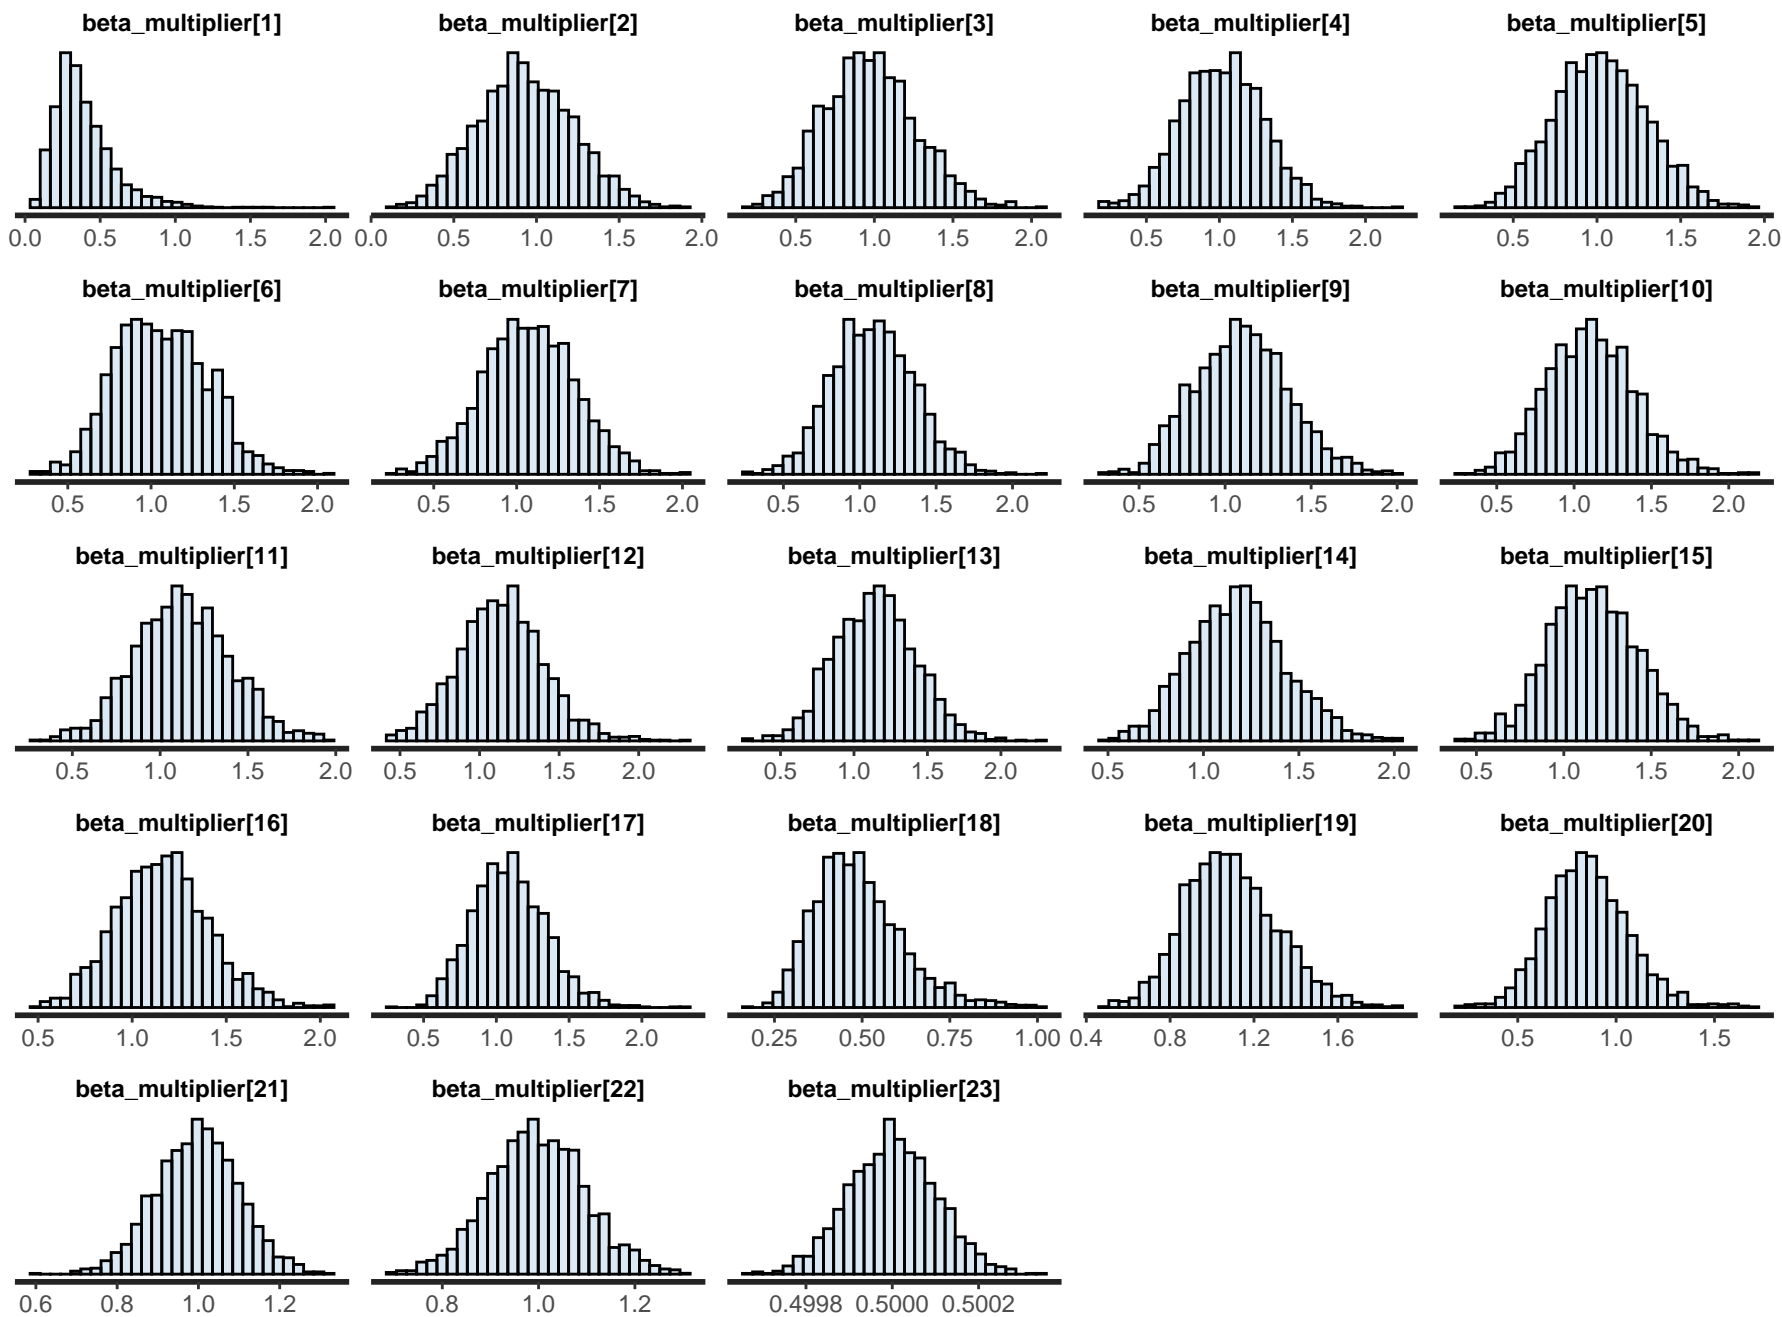 beta_multiplier[1] beta_multiplier[2] beta_multiplier[3] beta_multiplier[4] beta_multiplier[5]
0.0 0.5 1.0 1.5 2.0 0.0 0.5 1.0 1.5 2.0 0.5 1.0 1.5 2.0 0.5 1.0 1.5 2.0 0.5 1.0 1.5 2.0
beta_multiplier[6] beta_multiplier[7] beta_multiplier[8] beta_multiplier[9] beta_multiplier[10]
0.5 1.0 1.5 2.0 0.5 1.0 1.5 2.0 0.5 1.0 1.5 2.0 0.5 1.0 1.5 2.0 0.5 1.0 1.5 2.0
beta_multiplier[11] beta_multiplier[12] beta_multiplier[13] beta_multiplier[14] beta_multiplier[15]
0.5 1.0 1.5 2.0 0.5 1.0 1.5 2.0 0.5 1.0 1.5 2.0 0.5 1.0 1.5 2.0 0.5 1.0 1.5 2.0
beta_multiplier[16] beta_multiplier[17] beta_multiplier[18] beta_multiplier[19] beta_multiplier[20]
0.5 1.0 1.5 2.0 0.5 1.0 1.5 2.0 0.25 0.50 0.75 1.00 0.4 0.8 1.2 1.6 0.5 1.0 1.5
beta_multiplier[21] beta_multiplier[22] beta_multiplier[23]
0.6 0.8 1.0 1.2 0.8 1.0 1.2 0.4998 0.5000 0.5002